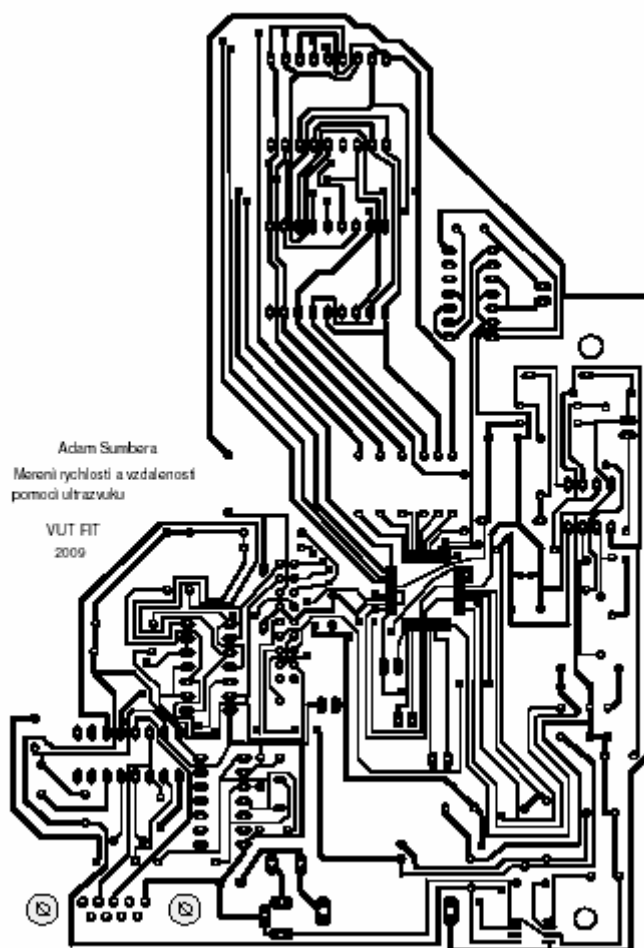 Adam Sumbera
Mereni rychlosti a vzdalenosti
pomoci ultrazvuku
VUT FIT
2009